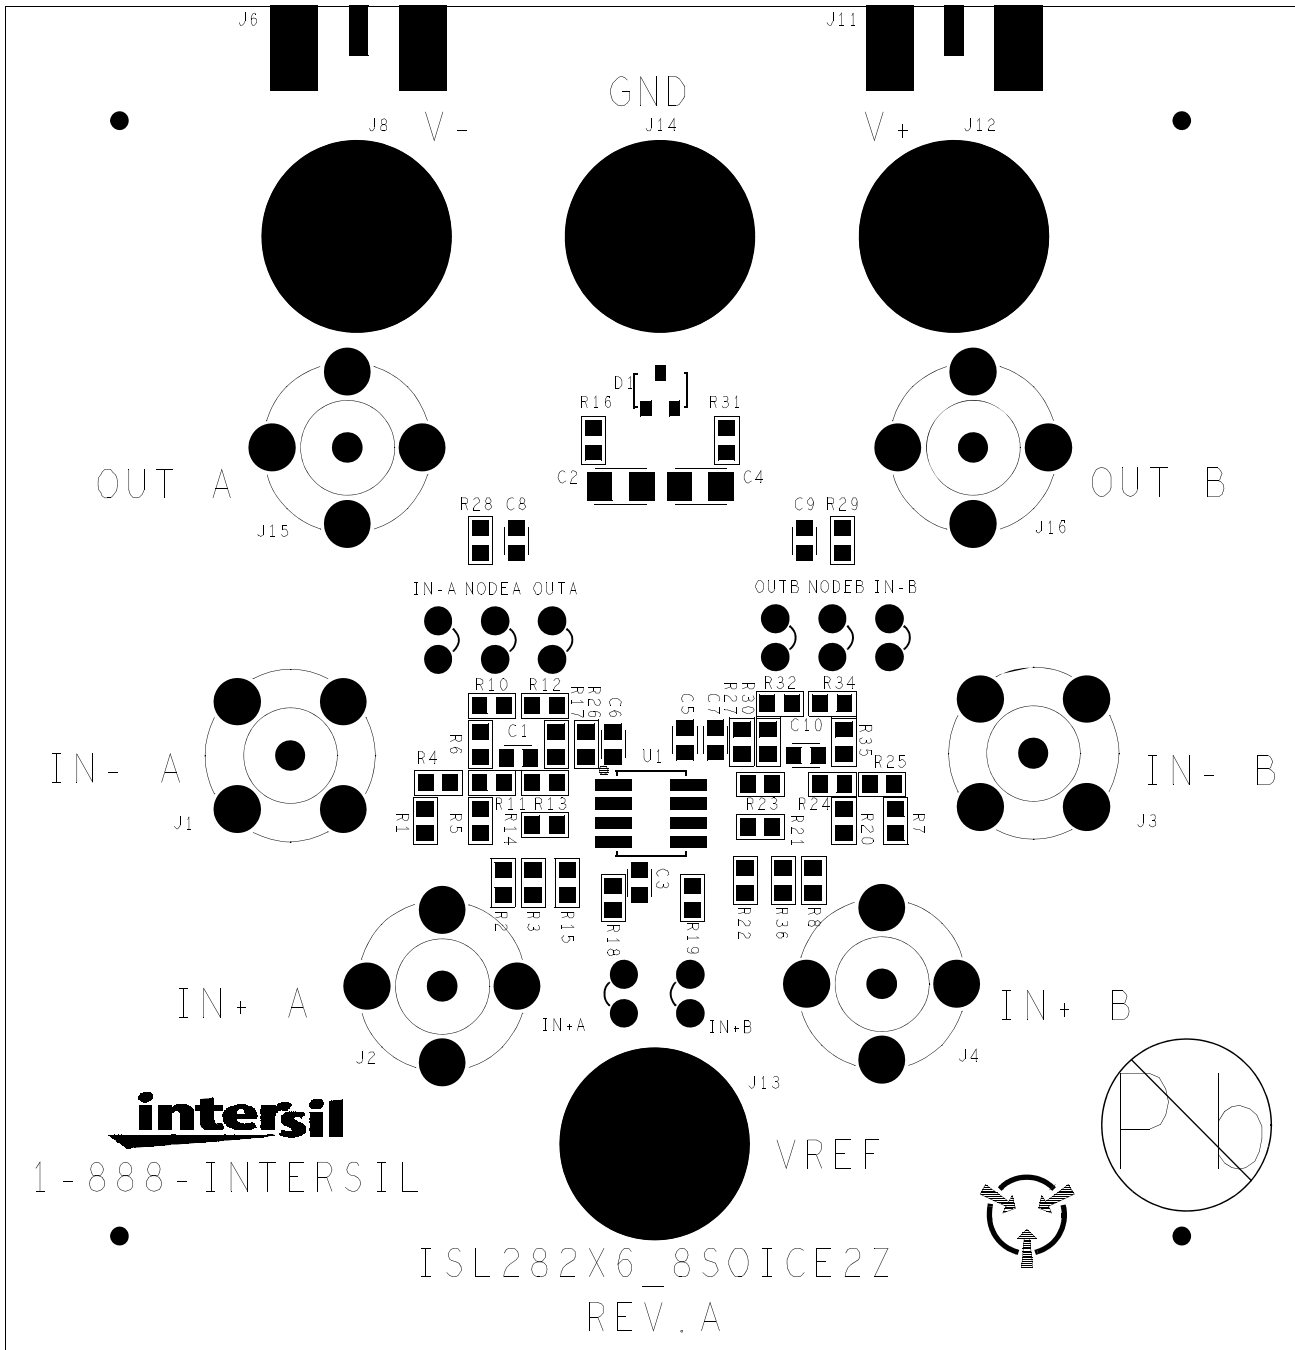 J6
J11
GND
J8
V-
J14
V+
J12
D1
R16
R31
C2
C4
OUT A
OUT B
R28
C8
C9
R29
J15
J16
IN-A NODEA OUTA
OUTB NODEB IN-B
R10
R12
R17
R26
C6
C5
C7
R27
R30
R32
R34
R6
C1
C10
R35
R4
U1
R25
IN- A
IN- B
J1
R1
R5
R11
R14
R13
R23
R21
R24
R20
R7
J3
R2
R3
R15
R18
C3
R19
R22
R36
R8
IN+ A
IN+ B
IN+A
IN+B
J2
J4
J13
VREF
Pb
intersil
1-888-INTERSIL
ISL282X6_8SOICE2Z
REV.A